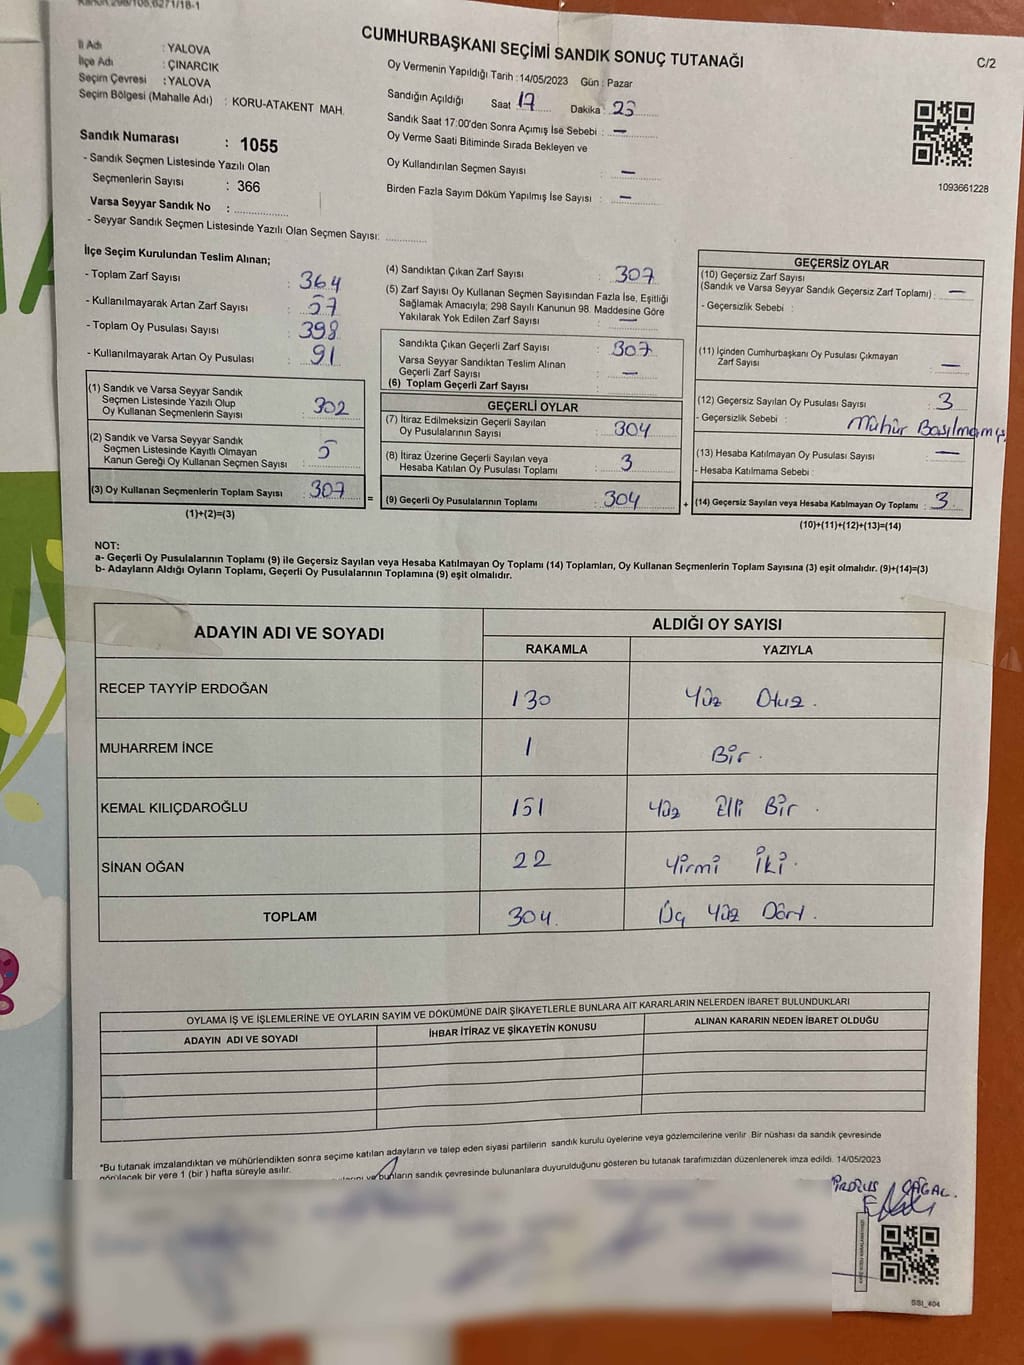 Kanun:298/105,6271/18-1
CUMHURBAŞKANI SEÇİMİ SANDIK SONUÇ TUTANAĞI
C/2
İl Adı : YALOVA
İlçe Adı : ÇINARCIK
Seçim Çevresi : YALOVA
Seçim Bölgesi (Mahalle Adı) : KORU-ATAKENT MAH.
Oy Vermenin Yapıldığı Tarih : 14/05/2023 Gün : Pazar
Sandığın Açıldığı Saat 17 Dakika : 23
Sandık Saat 17:00'den Sonra Açımış İse Sebebi : —
Oy Verme Saati Bitiminde Sırada Bekleyen ve
Oy Kullandırılan Seçmen Sayısı : —
Birden Fazla Sayım Döküm Yapılmış İse Sayısı : —
1093661228
Sandık Numarası : 1055
- Sandık Seçmen Listesinde Yazılı Olan
Seçmenlerin Sayısı : 366
Varsa Seyyar Sandık No :
- Seyyar Sandık Seçmen Listesinde Yazılı Olan Seçmen Sayısı:
İlçe Seçim Kurulundan Teslim Alınan;
- Toplam Zarf Sayısı : 364
- Kullanılmayarak Artan Zarf Sayısı : 57
- Toplam Oy Pusulası Sayısı : 398
- Kullanılmayarak Artan Oy Pusulası : 91
(1) Sandık ve Varsa Seyyar Sandık
Seçmen Listesinde Yazılı Olup
Oy Kullanan Seçmenlerin Sayısı : 302
(2) Sandık ve Varsa Seyyar Sandık
Seçmen Listesinde Kayıtlı Olmayan
Kanun Gereği Oy Kullanan Seçmen Sayısı : 5
(3) Oy Kullanan Seçmenlerin Toplam Sayısı : 307
(1)+(2)=(3)
=
(4) Sandıktan Çıkan Zarf Sayısı : 307
(5) Zarf Sayısı Oy Kullanan Seçmen Sayısından Fazla İse, Eşitliği
Sağlamak Amacıyla; 298 Sayılı Kanunun 98. Maddesine Göre
Yakılarak Yok Edilen Zarf Sayısı : —
Sandıkta Çıkan Geçerli Zarf Sayısı : 307
Varsa Seyyar Sandıktan Teslim Alınan
Geçerli Zarf Sayısı : —
(6) Toplam Geçerli Zarf Sayısı :
GEÇERLİ OYLAR
(7) İtiraz Edilmeksizin Geçerli Sayılan
Oy Pusulalarının Sayısı : 304
(8) İtiraz Üzerine Geçerli Sayılan veya
Hesaba Katılan Oy Pusulası Toplamı : 3
(9) Geçerli Oy Pusulalarının Toplamı : 304
+
GEÇERSİZ OYLAR
(10) Geçersiz Zarf Sayısı
(Sandık ve Varsa Seyyar Sandık Geçersiz Zarf Toplamı) : —
- Geçersizlik Sebebi :
(11) İçinden Cumhurbaşkanı Oy Pusulası Çıkmayan
Zarf Sayısı : —
(12) Geçersiz Sayılan Oy Pusulası Sayısı : 3
- Geçersizlik Sebebi : Mühür Basılmamış
(13) Hesaba Katılmayan Oy Pusulası Sayısı : —
- Hesaba Katılmama Sebebi :
(14) Geçersiz Sayılan veya Hesaba Katılmayan Oy Toplamı : 3.
(10)+(11)+(12)+(13)=(14)
NOT:
a- Geçerli Oy Pusulalarının Toplamı (9) ile Geçersiz Sayılan veya Hesaba Katılmayan Oy Toplamı (14) Toplamları, Oy Kullanan Seçmenlerin Toplam Sayısına (3) eşit olmalıdır. (9)+(14)=(3)
b- Adayların Aldığı Oyların Toplamı, Geçerli Oy Pusulalarının Toplamına (9) eşit olmalıdır.
ADAYIN ADI VE SOYADI ALDIĞI OY SAYISI
RAKAMLA YAZIYLA
RECEP TAYYİP ERDOĞAN 130 Yüz Otuz.
MUHARREM İNCE 1 Bir.
KEMAL KILIÇDAROĞLU 151 Yüz Elli Bir.
SİNAN OĞAN 22 Yirmi İki.
TOPLAM 304. Üç Yüz Dört.
OYLAMA İŞ VE İŞLEMLERİNE VE OYLARIN SAYIM VE DÖKÜMÜNE DAİR ŞİKAYETLERLE BUNLARA AİT KARARLARIN NELERDEN İBARET BULUNDUKLARI
ADAYIN ADI VE SOYADI İHBAR İTİRAZ VE ŞİKAYETİN KONUSU ALINAN KARARIN NEDEN İBARET OLDUĞU
*Bu tutanak imzalandıktan ve mühürlendikten sonra seçime katılan adayların ve talep eden siyasi partilerin sandık kurulu üyelerine veya gözlemcilerine verilir .Bir nüshası da sandık çevresinde
görülecek bir yere 1 (bir ) hafta süreyle asılır.
ve bunların sandık çevresinde bulunanlara duyurulduğunu gösteren bu tutanak tarafımızdan düzenlenerek imza edildi. 14/05/2023
ÇAĞAL.
SSI_404